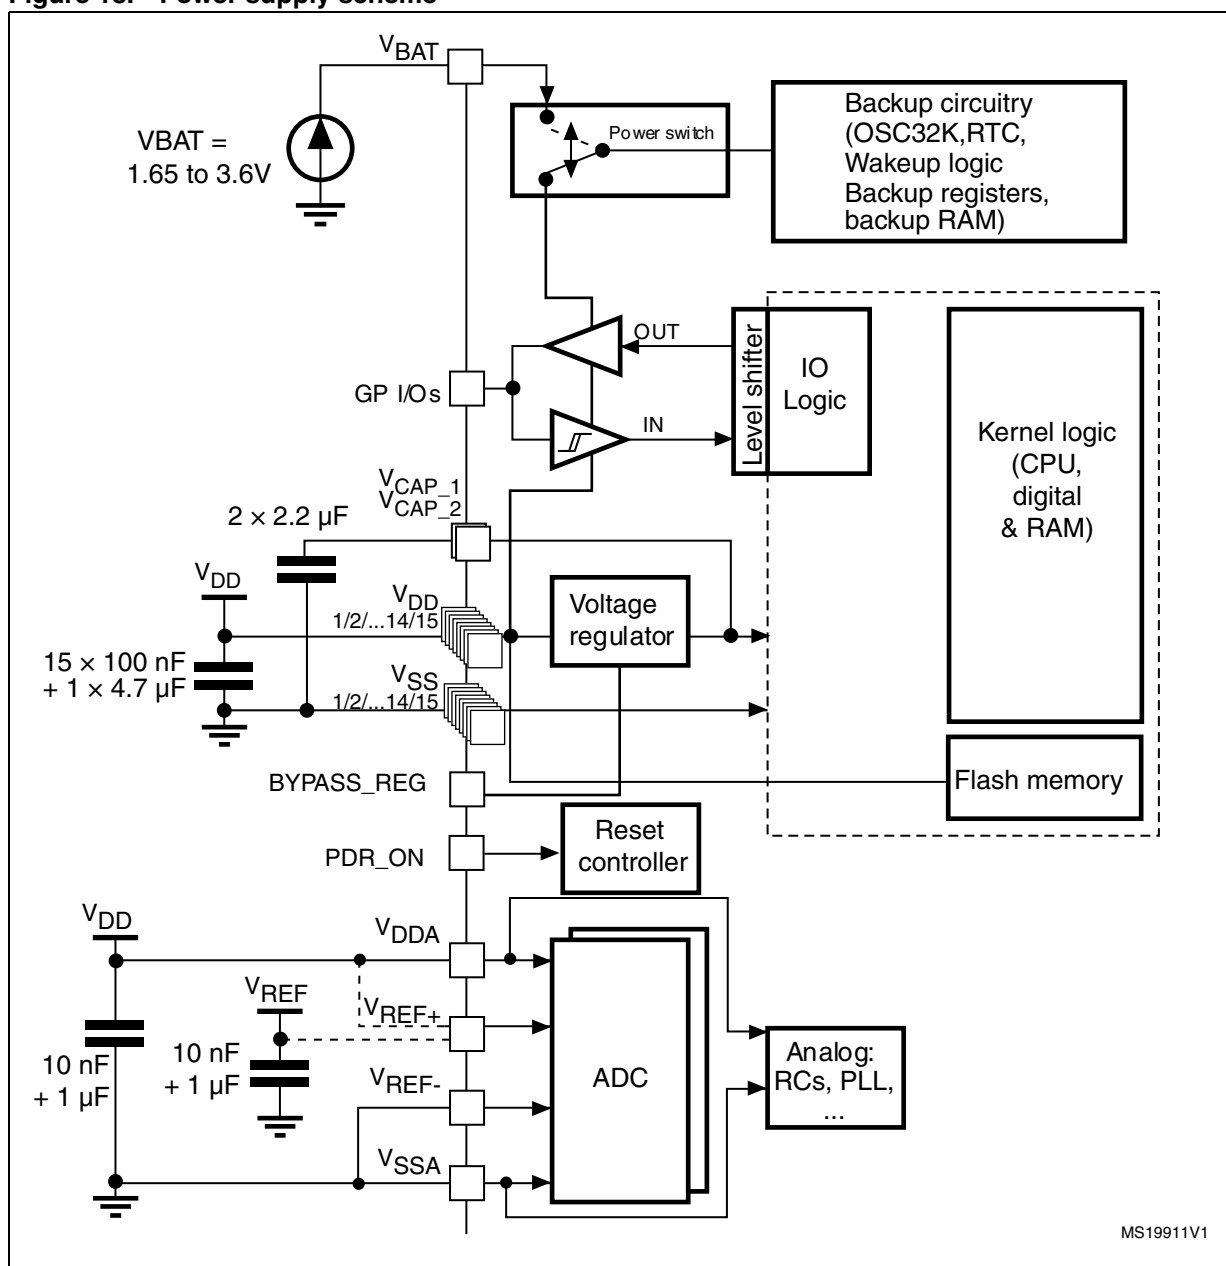 Figure 18. Power supply scheme
VBAT
VBAT =
1.65 to 3.6V
Power switch
Backup circuitry
(OSC32K,RTC,
Wakeup logic
Backup registers,
backup RAM)
OUT
Level shifter
IO
Logic
GP I/Os
IN
Kernel logic
(CPU,
digital
& RAM)
VCAP_1
VCAP_2
2 × 2.2 μF
VDD
VDD
1/2/...14/15
Voltage
regulator
15 × 100 nF
+ 1 × 4.7 μF
VSS
1/2/...14/15
BYPASS_REG
Flash memory
PDR_ON
Reset
controller
VDD
VDDA
VREF
VREF+
10 nF
+ 1 μF
10 nF
+ 1 μF
VREF-
ADC
Analog:
RCs, PLL,
...
VSSA
MS19911V1